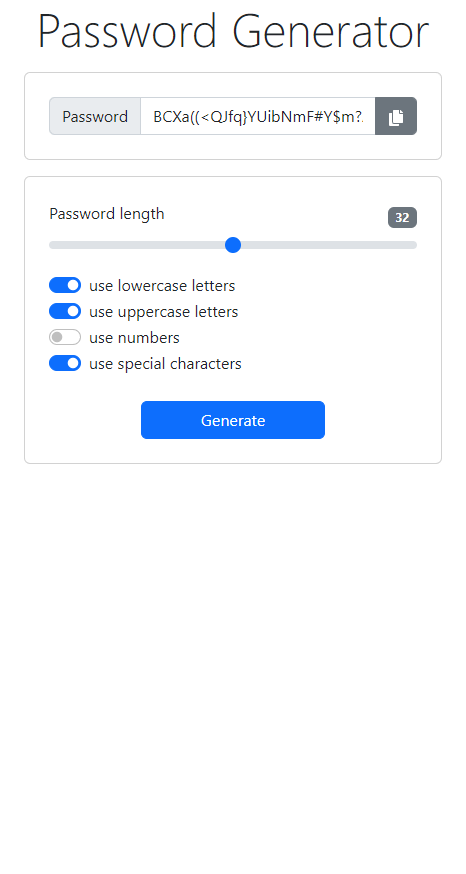 Password Generator
Password BCXa((<QJfq}YUibNmF#Y$m?
Password length 32
use lowercase letters
use uppercase letters
use numbers
use special characters
Generate